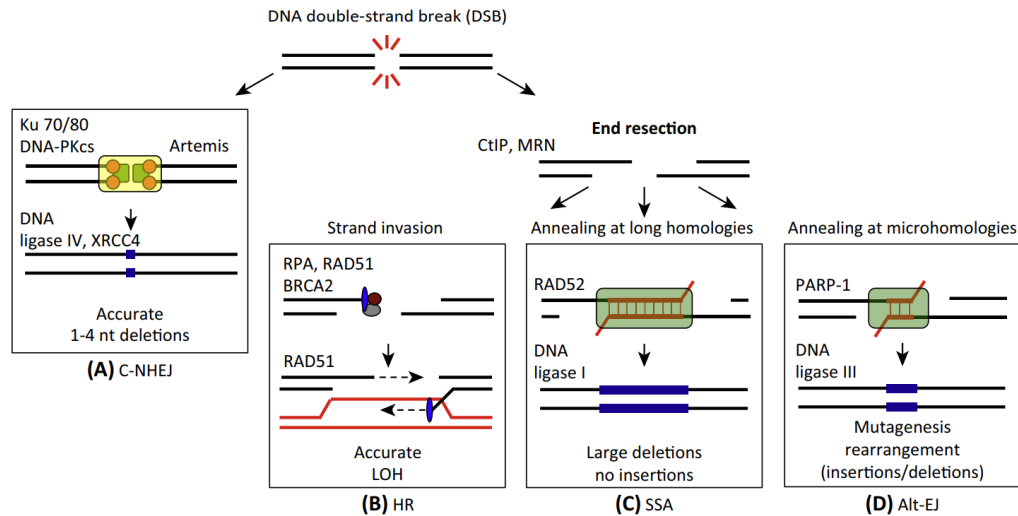 DNA double-strand break (DSB)
Ku 70/80
DNA-PKcs
Artemis
DNA
ligase IV, XRCC4
Accurate
1-4 nt deletions
(A) C-NHEJ
End resection
CtIP, MRN
Strand invasion
RPA, RAD51
BRCA2
RAD51
Accurate
LOH
(B) HR
Annealing at long homologies
RAD52
DNA
ligase I
Large deletions
no insertions
(C) SSA
Annealing at microhomologies
PARP-1
DNA
ligase III
Mutagenesis
rearrangement
(insertions/deletions)
(D) Alt-EJ